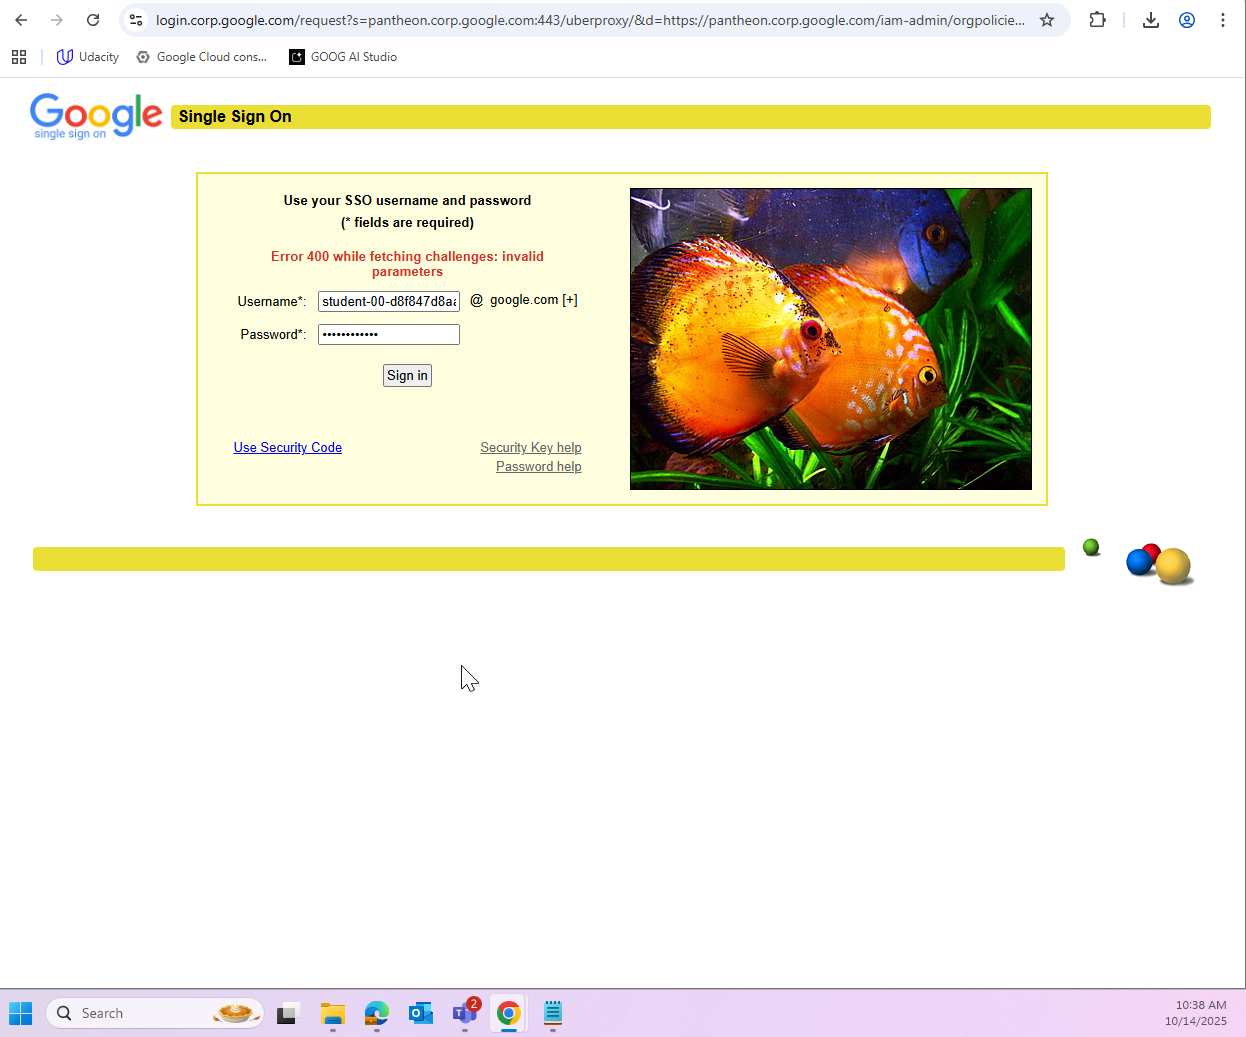 login.corp.google.com/request?s=pantheon.corp.google.com:443/uberproxy/&d=https://pantheon.corp.google.com/iam-admin/orgpolicie...
Udacity
Google Cloud cons...
GOOG AI Studio
Google
single sign on
Single Sign On
Use your SSO username and password
(* fields are required)
Error 400 while fetching challenges: invalid
parameters
Username*: student-00-d8f847d8aa @ google.com [+]
Password*: ••••••••••••
Sign in
Use Security Code
Security Key help
Password help
Search
2
10:38 AM
10/14/2025